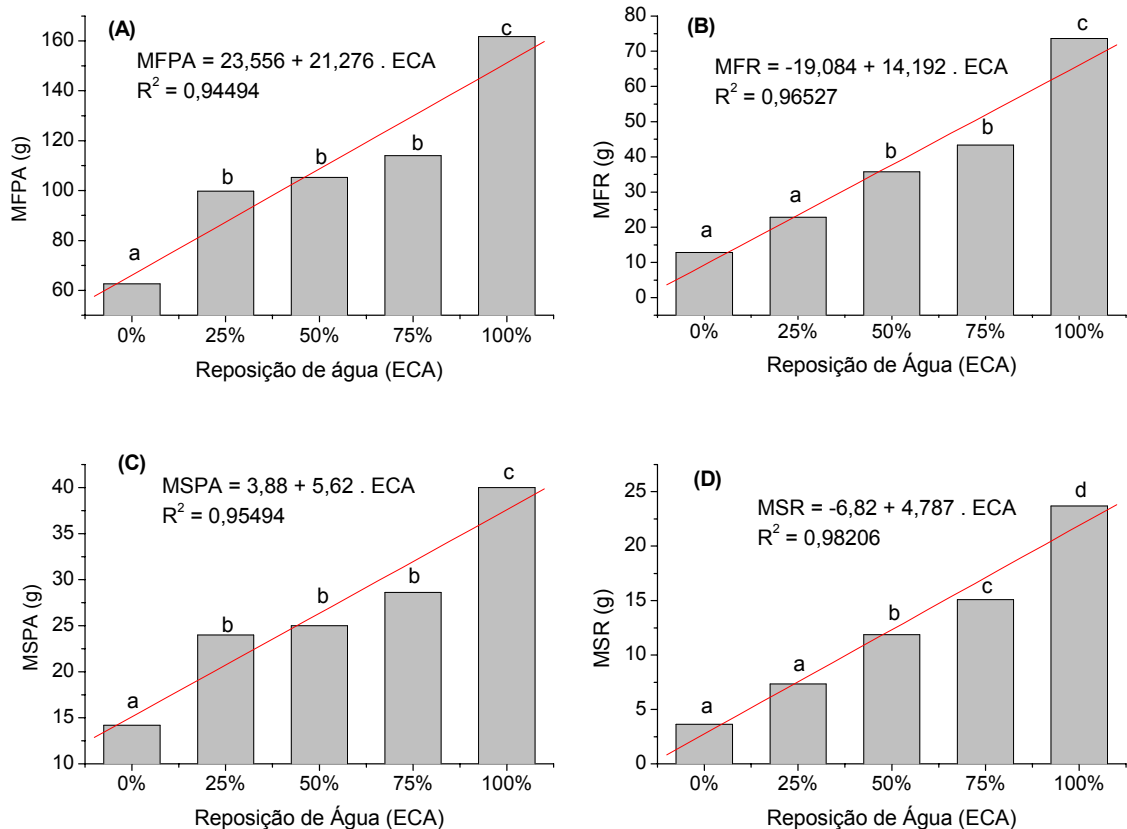 (A)
MFPA = 23,556 + 21,276 . ECA
R² = 0,94494
MFPA (g)
160
140
120
100
80
60
a
b
b
b
c
0% 25% 50% 75% 100%
Reposição de água (ECA)
(B)
MFR = -19,084 + 14,192 . ECA
R² = 0,96527
MFR (g)
80
70
60
50
40
30
20
10
0
a
a
b
b
c
0% 25% 50% 75% 100%
Reposição de Água (ECA)
(C)
MSPA = 3,88 + 5,62 . ECA
R² = 0,95494
MSPA (g)
40
35
30
25
20
15
10
a
b
b
b
c
0% 25% 50% 75% 100%
Reposição de Água (ECA)
(D)
MSR = -6,82 + 4,787 . ECA
R² = 0,98206
MSR (g)
25
20
15
10
5
0
a
a
b
c
d
0% 25% 50% 75% 100%
Reposição de Água (ECA)